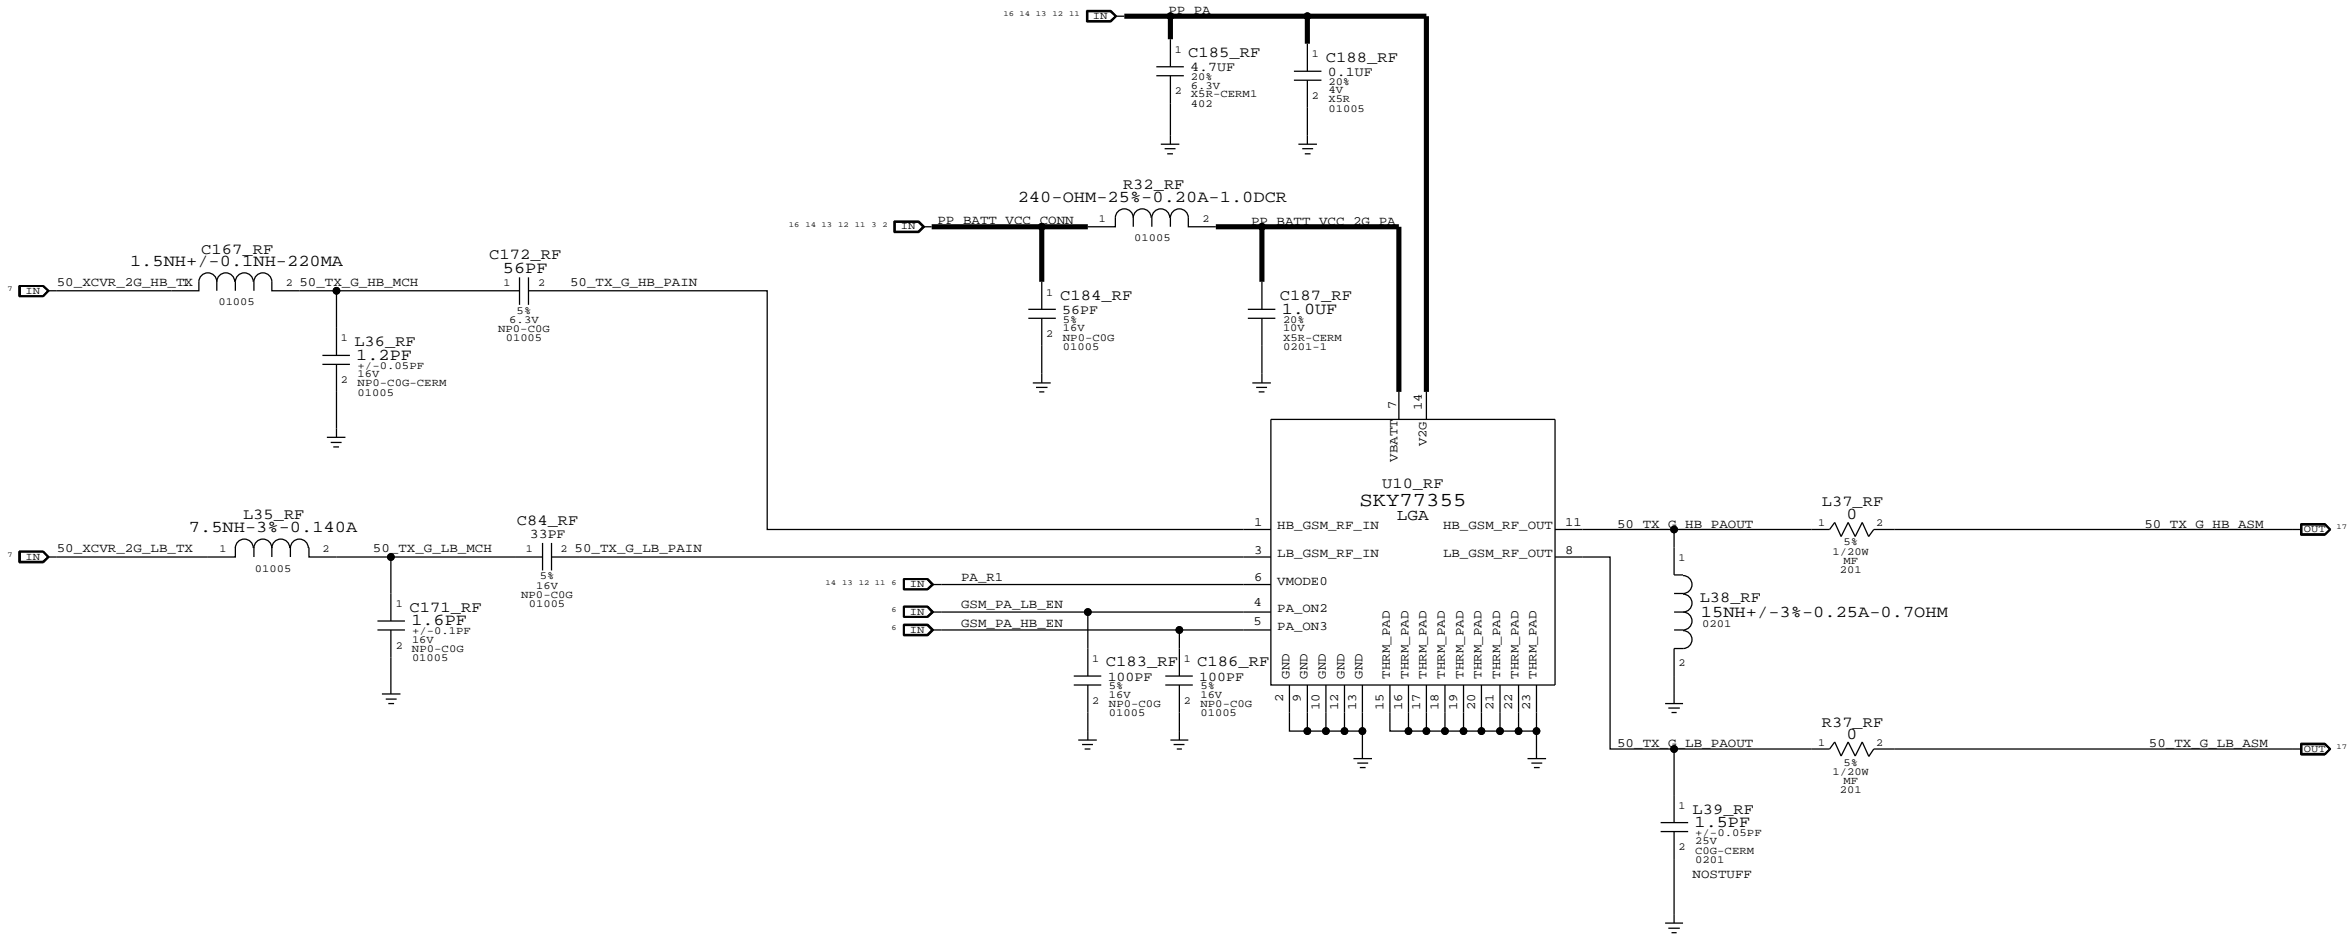 16 14 13 12 11 IN PP_PA
1 C185_RF
4.7UF
20%
6.3V
2 X5R-CERM1
402
1 C188_RF
0.1UF
20%
4V
2 X5R
01005
R32_RF
240-OHM-25%-0.20A-1.0DCR
16 14 13 12 11 3 2 IN PP_BATT_VCC_CONN 1 2 PP_BATT_VCC_2G_PA
01005
1 C184_RF
56PF
5%
16V
2 NP0-C0G
01005
1 C187_RF
1.0UF
20%
10V
2 X5R-CERM
0201-1
C167_RF
1.5NH+/-0.1NH-220MA
7 IN 50_XCVR_2G_HB_TX 1 2 50_TX_G_HB_MCH
01005
C172_RF
56PF
1 2 50_TX_G_HB_PAIN
5%
6.3V
NP0-C0G
01005
1 L36_RF
1.2PF
+/-0.05PF
16V
2 NP0-C0G-CERM
01005
L35_RF
7.5NH-3%-0.140A
7 IN 50_XCVR_2G_LB_TX 1 2 50_TX_G_LB_MCH
01005
C84_RF
33PF
1 2 50_TX_G_LB_PAIN
5%
16V
NP0-C0G
01005
1 C171_RF
1.6PF
+/-0.1PF
16V
2 NP0-C0G
01005
7 14
VBATT V2G
U10_RF
SKY77355
LGA
1 HB_GSM_RF_IN HB_GSM_RF_OUT 11
3 LB_GSM_RF_IN LB_GSM_RF_OUT 8
14 13 12 11 6 IN PA_R1 6 VMODE0
6 IN GSM_PA_LB_EN 4 PA_ON2
6 IN GSM_PA_HB_EN 5 PA_ON3
GND GND GND GND GND THRM_PAD THRM_PAD THRM_PAD THRM_PAD THRM_PAD THRM_PAD THRM_PAD THRM_PAD THRM_PAD
2 9 10 12 13 15 16 17 18 19 20 21 22 23
1 C183_RF
100PF
5%
16V
2 NP0-C0G
01005
1 C186_RF
100PF
5%
16V
2 NP0-C0G
01005
L37_RF
0
50_TX_G_HB_PAOUT 1 2 50_TX_G_HB_ASM OUT 17
5%
1/20W
MF
201
1
L38_RF
15NH+/-3%-0.25A-0.7OHM
0201
2
R37_RF
0
50_TX_G_LB_PAOUT 1 2 50_TX_G_LB_ASM OUT 17
5%
1/20W
MF
201
1 L39_RF
1.5PF
+/-0.05PF
25V
2 C0G-CERM
0201
NOSTUFF